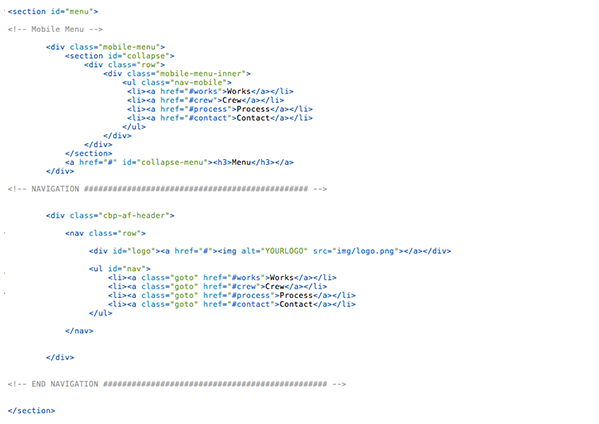 <section id="menu">
<!-- Mobile Menu -->
<div class="mobile-menu">
<section id="collapse">
<div class="row">
<div class="mobile-menu-inner">
<ul class="nav-mobile">
<li><a href="#works">Works</a></li>
<li><a href="#crew">Crew</a></li>
<li><a href="#process">Process</a></li>
<li><a href="#contact">Contact</a></li>
</ul>
</div>
</div>
</section>
<a href="#" id="collapse-menu"><h3>Menu</h3></a>
</div>
<!-- NAVIGATION ############################################### -->
<div class="cbp-af-header">
<nav class="row">
<div id="logo"><a href="#"><img alt="YOURLOGO" src="img/logo.png"></a></div>
<ul id="nav">
<li><a class="goto" href="#works">Works</a></li>
<li><a class="goto" href="#crew">Crew</a></li>
<li><a class="goto" href="#process">Process</a></li>
<li><a class="goto" href="#contact">Contact</a></li>
</ul>
</nav>
</div>
<!-- END NAVIGATION ############################################### -->
</section>